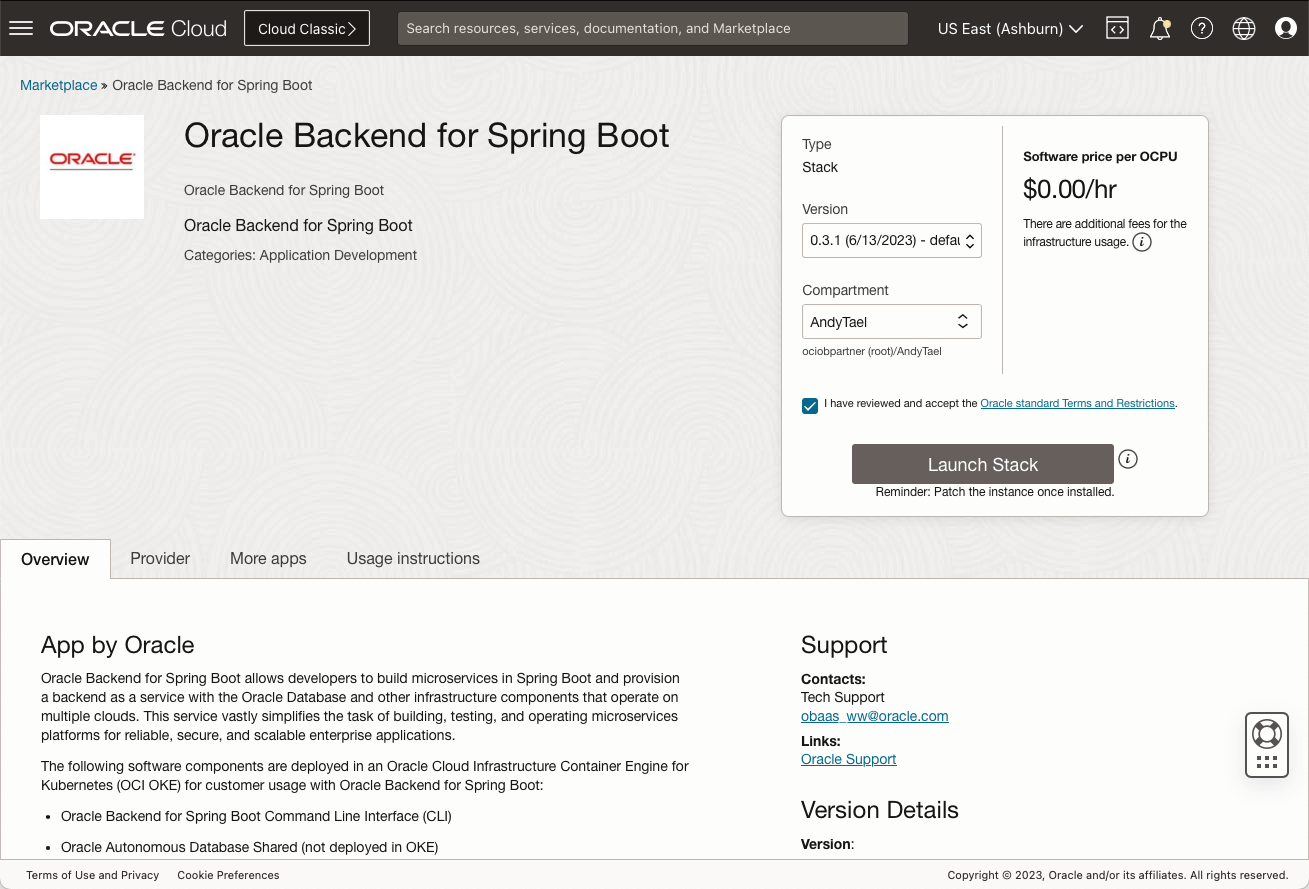 ORACLE Cloud
Cloud Classic
Search resources, services, documentation, and Marketplace
US East (Ashburn)
Marketplace » Oracle Backend for Spring Boot
ORACLE
Oracle Backend for Spring Boot
Oracle Backend for Spring Boot
Oracle Backend for Spring Boot
Categories: Application Development
Type
Stack
Version
0.3.1 (6/13/2023) - defau
Compartment
AndyTael
ociobpartner (root)/AndyTael
Software price per OCPU
$0.00/hr
There are additional fees for the
infrastructure usage.
I have reviewed and accept the Oracle standard Terms and Restrictions.
Launch Stack
Reminder: Patch the instance once installed.
Overview
Provider
More apps
Usage instructions
App by Oracle
Oracle Backend for Spring Boot allows developers to build microservices in Spring Boot and provision
a backend as a service with the Oracle Database and other infrastructure components that operate on
multiple clouds. This service vastly simplifies the task of building, testing, and operating microservices
platforms for reliable, secure, and scalable enterprise applications.
The following software components are deployed in an Oracle Cloud Infrastructure Container Engine for
Kubernetes (OCI OKE) for customer usage with Oracle Backend for Spring Boot:
• Oracle Backend for Spring Boot Command Line Interface (CLI)
• Oracle Autonomous Database Shared (not deployed in OKE)
Support
Contacts:
Tech Support
obaas_ww@oracle.com
Links:
Oracle Support
Version Details
Version:
Terms of Use and Privacy
Cookie Preferences
Copyright © 2023, Oracle and/or its affiliates. All rights reserved.